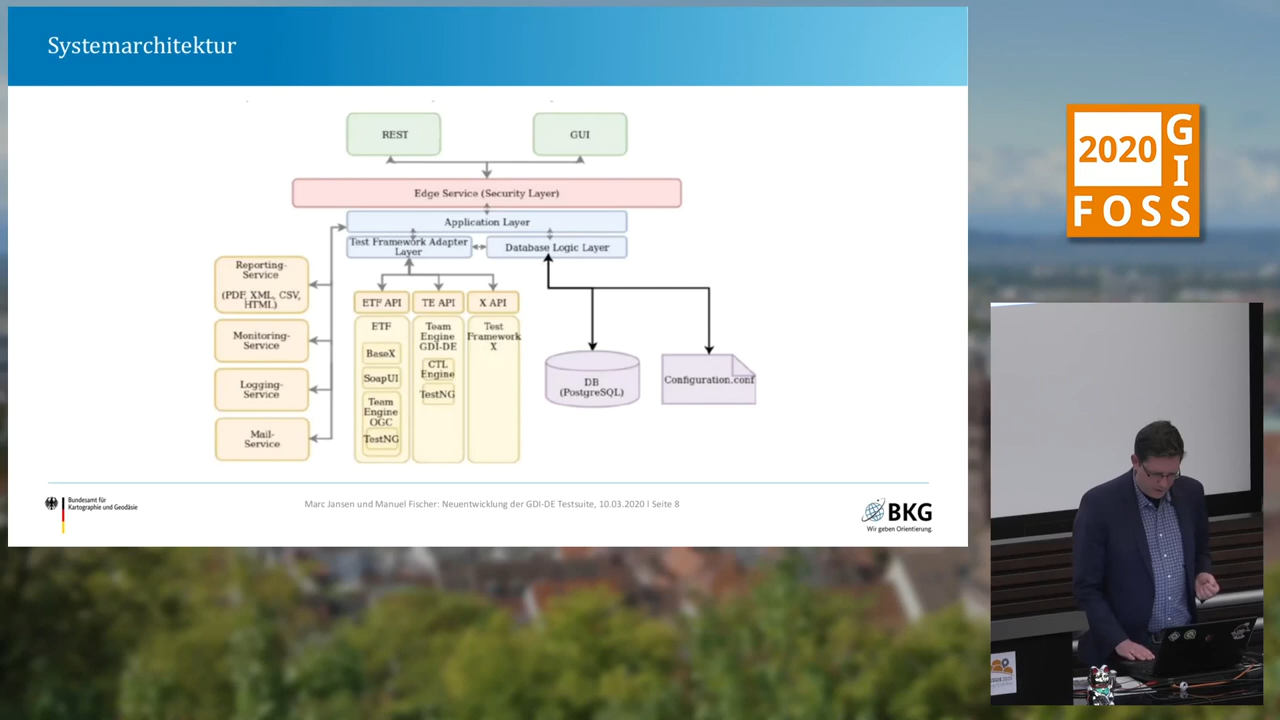 Systemarchitektur
REST
GUI
Edge Service (Security Layer)
Application Layer
Test Framework Adapter
Layer
Database Logic Layer
Reporting-
Service
(PDF, XML, CSV,
HTML)
Monitoring-
Service
Logging-
Service
Mail-
Service
ETF API
TE API
X API
ETF
BaseX
SoapUI
Team
Engine
OGC
TestNG
Team
Engine
GDI-DE
CTL
Engine
TestNG
Test
Framework
X
DB
(PostgreSQL)
Configuration.conf
Bundesamt für
Kartographie und Geodäsie
Marc Jansen und Manuel Fischer: Neuentwicklung der GDI-DE Testsuite, 10.03.2020 | Seite 8
BKG
Wir geben Orientierung.
2020
GIS
FOSS